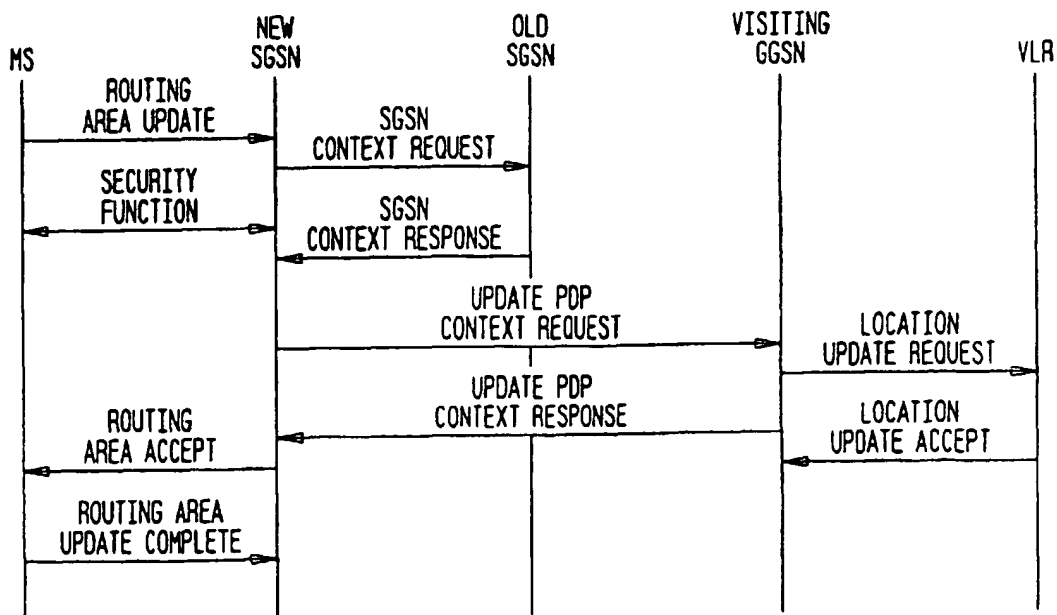 MS
NEW
SGSN
OLD
SGSN
VISITING
GGSN
VLR
ROUTING
AREA UPDATE
SGSN
CONTEXT REQUEST
SECURITY
FUNCTION
SGSN
CONTEXT RESPONSE
UPDATE PDP
CONTEXT REQUEST
LOCATION
UPDATE REQUEST
UPDATE PDP
CONTEXT RESPONSE
ROUTING
AREA ACCEPT
LOCATION
UPDATE ACCEPT
ROUTING AREA
UPDATE COMPLETE